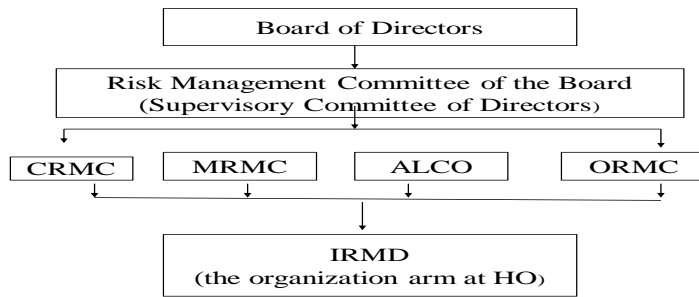 Board of Directors
Risk Management Committee of the Board
(Supervisory Committee of Directors)
CRMC MRMC ALCO ORMC
IRMD
(the organization arm at HO)